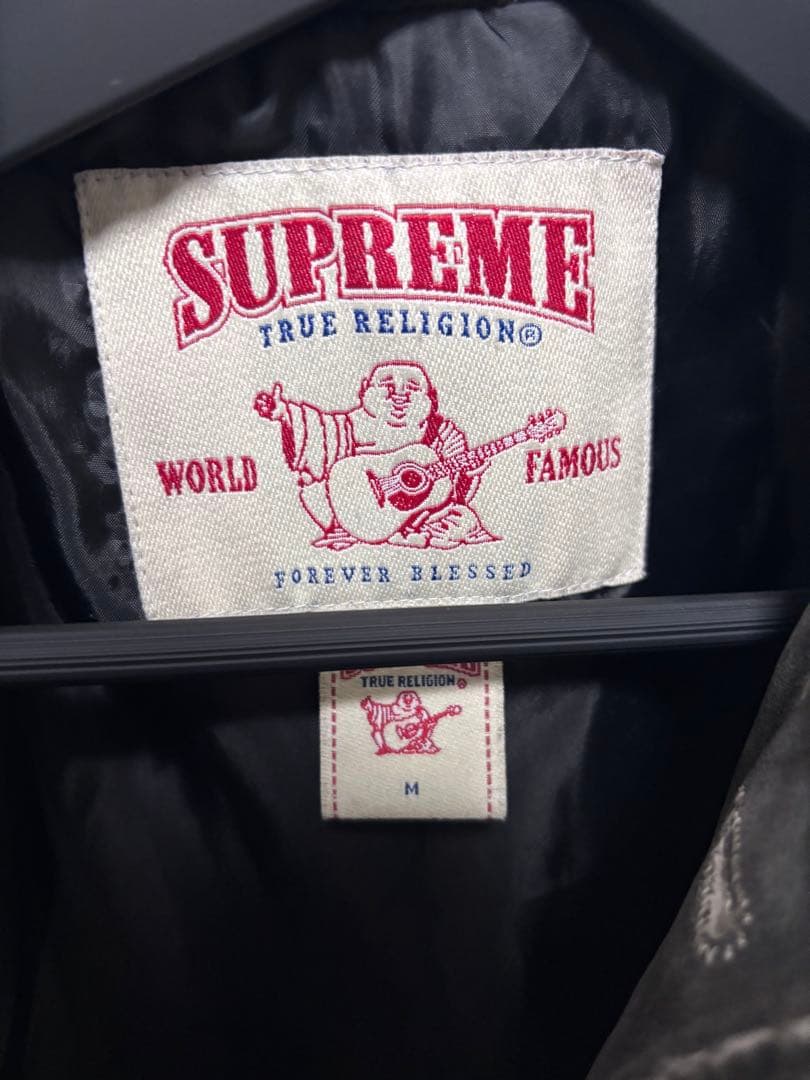 SUPREME
TRUE RELIGION®
WORLD FAMOUS
FOREVER BLESSED
TRUE RELIGION®
M